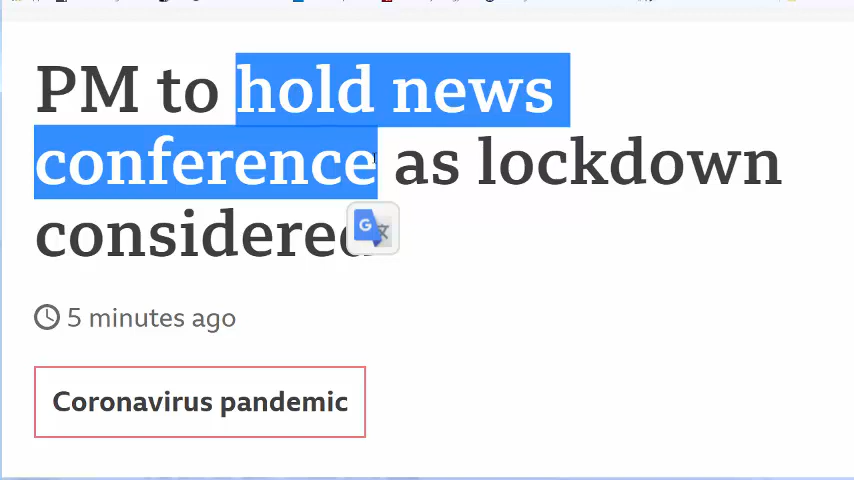 PM to hold news
conference as lockdown
considered
5 minutes ago
Coronavirus pandemic